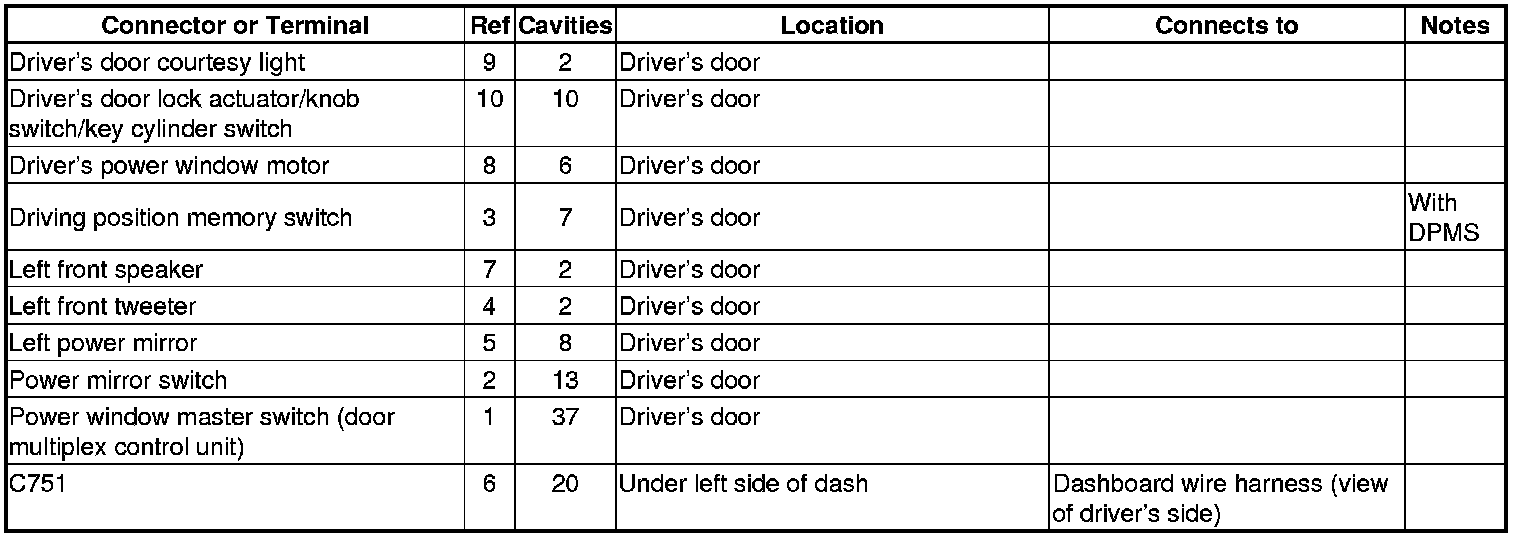 Connector or Terminal Ref Cavities Location Connects to Notes
Driver's door courtesy light 9 2 Driver's door
Driver's door lock actuator/knob 10 10 Driver's door
switch/key cylinder switch
Driver's power window motor 8 6 Driver's door
Driving position memory switch 3 7 Driver's door With
DPMS
Left front speaker 7 2 Driver's door
Left front tweeter 4 2 Driver's door
Left power mirror 5 8 Driver's door
Power mirror switch 2 13 Driver's door
Power window master switch (door 1 37 Driver's door
multiplex control unit)
C751 6 20 Under left side of dash Dashboard wire harness (view
of driver's side)